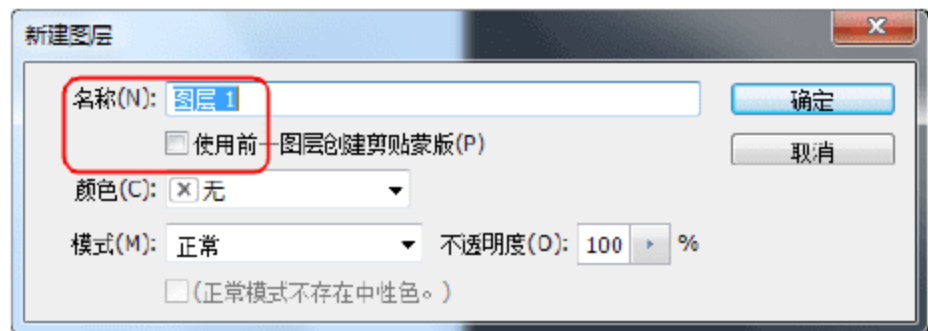 新建图层
名称(N): 图层 1 确定
使用前一图层创建剪贴蒙版(P) 取消
颜色(C): 无
模式(M): 正常 不透明度(O): 100 %
(正常模式不存在中性色。)